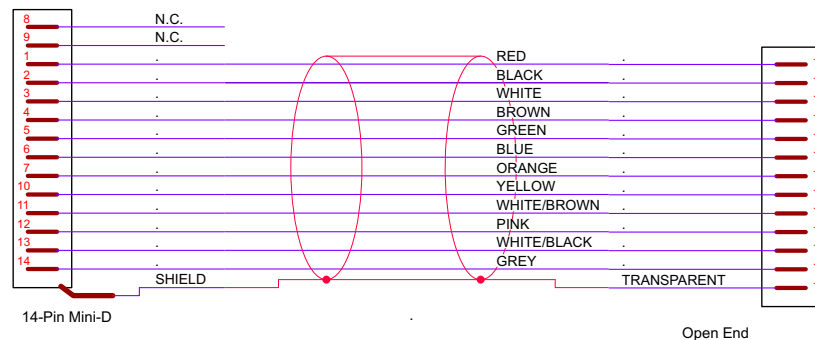 8 N.C.
9 N.C.
1 . RED .
2 . BLACK .
3 . WHITE .
4 . BROWN .
5 . GREEN .
6 . BLUE .
7 . ORANGE .
10 . YELLOW .
11 . WHITE/BROWN .
12 . PINK .
13 . WHITE/BLACK .
14 . GREY .
SHIELD TRANSPARENT
14-Pin Mini-D .
Open End